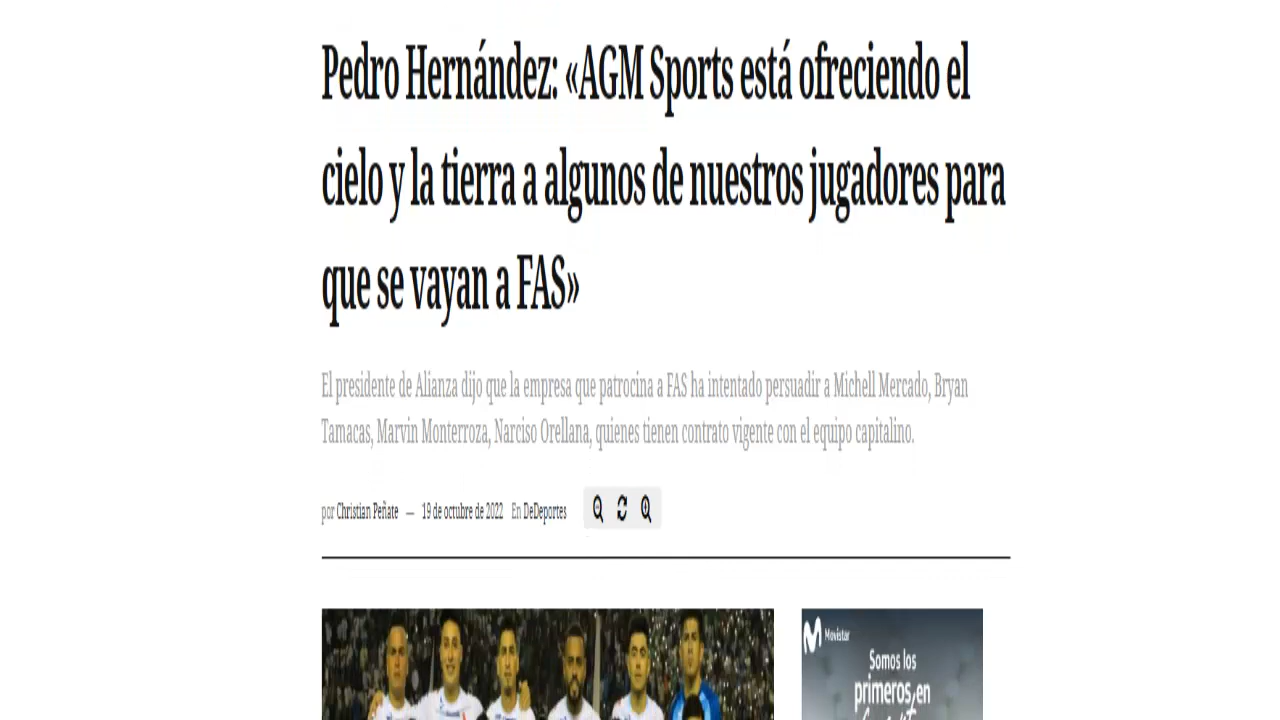 Pedro Hernández: «AGM Sports está ofreciendo el
cielo y la tierra a algunos de nuestros jugadores para
que se vayan a FAS»
El presidente de Alianza dijo que la empresa que patrocina a FAS ha intentado persuadir a Michell Mercado, Bryan
Tamacas, Marvin Monterroza, Narciso Orellana, quienes tienen contrato vigente con el equipo capitalino.
por Christian Peñate — 19 de octubre de 2022 En DeDeportes
Movistar
Somos los
primeros en